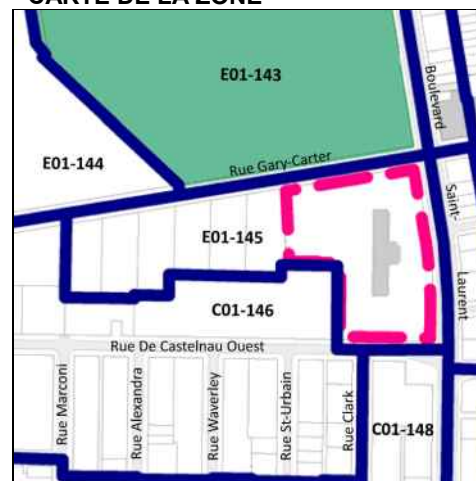 CARTE DE LA ZONE
E01-143
Boulevard
E01-144
Rue Gary-Carter
E01-145
Saint-
Laurent
C01-146
Rue De Castelnau Ouest
Rue Marconi
Rue Alexandra
Rue Waverley
Rue St-Urbain
Rue Clark
C01-148